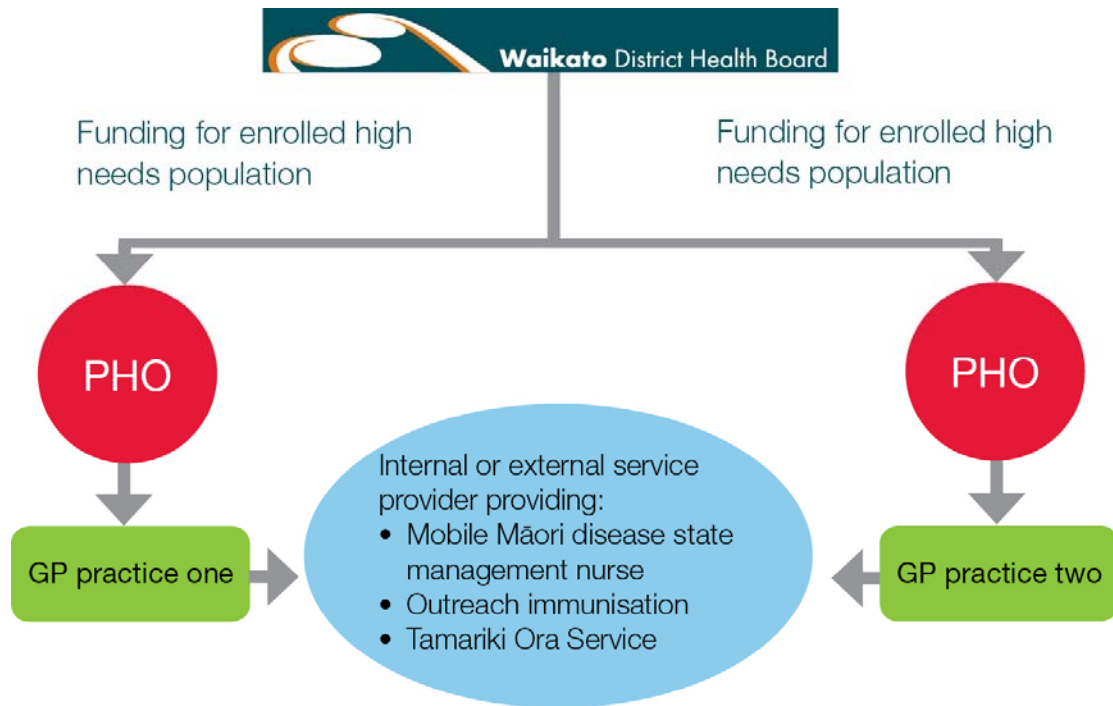 Waikato District Health Board
Funding for enrolled high
needs population
Funding for enrolled high
needs population
PHO
PHO
Internal or external service
provider providing:
• Mobile Māori disease state
management nurse
• Outreach immunisation
• Tamariki Ora Service
GP practice one
GP practice two